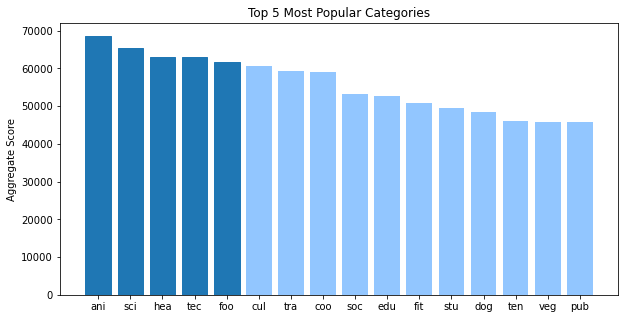 Top 5 Most Popular Categories
Aggregate Score
70000
60000
50000
40000
30000
20000
10000
0
ani sci hea tec foo cul tra coo soc edu fit stu dog ten veg pub